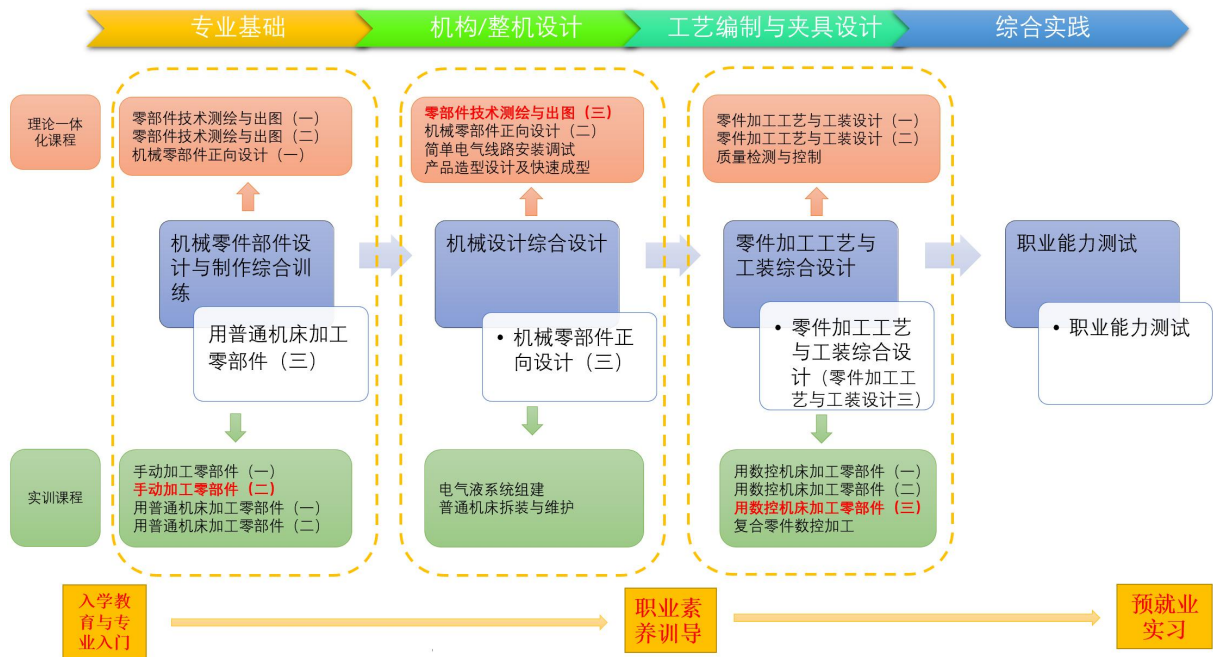 专业基础
机构/整机设计
工艺编制与夹具设计
综合实践
理论一体
化课程
零部件技术测绘与出图（一）
零部件技术测绘与出图（二）
机械零部件正向设计（一）
零部件技术测绘与出图（三）
机械零部件正向设计（二）
简单电气线路安装调试
产品造型设计及快速成型
零件加工工艺与工装设计（一）
零件加工工艺与工装设计（二）
质量检测与控制
机械零件部件设
计与制作综合训
练
用普通机床加工
零部件（三）
机械设计综合设计
• 机械零部件正
向设计（三）
零件加工工艺与
工装综合设计
• 零件加工工艺
与工装综合设
计（零件加工工
艺与工装设计三）
职业能力测试
• 职业能力测试
实训课程
手动加工零部件（一）
手动加工零部件（二）
用普通机床加工零部件（一）
用普通机床加工零部件（二）
电气液系统组建
普通机床拆装与维护
用数控机床加工零部件（一）
用数控机床加工零部件（二）
用数控机床加工零部件（三）
复合零件数控加工
入学教
育与专
业入门
职业素
养训导
预就业
实习